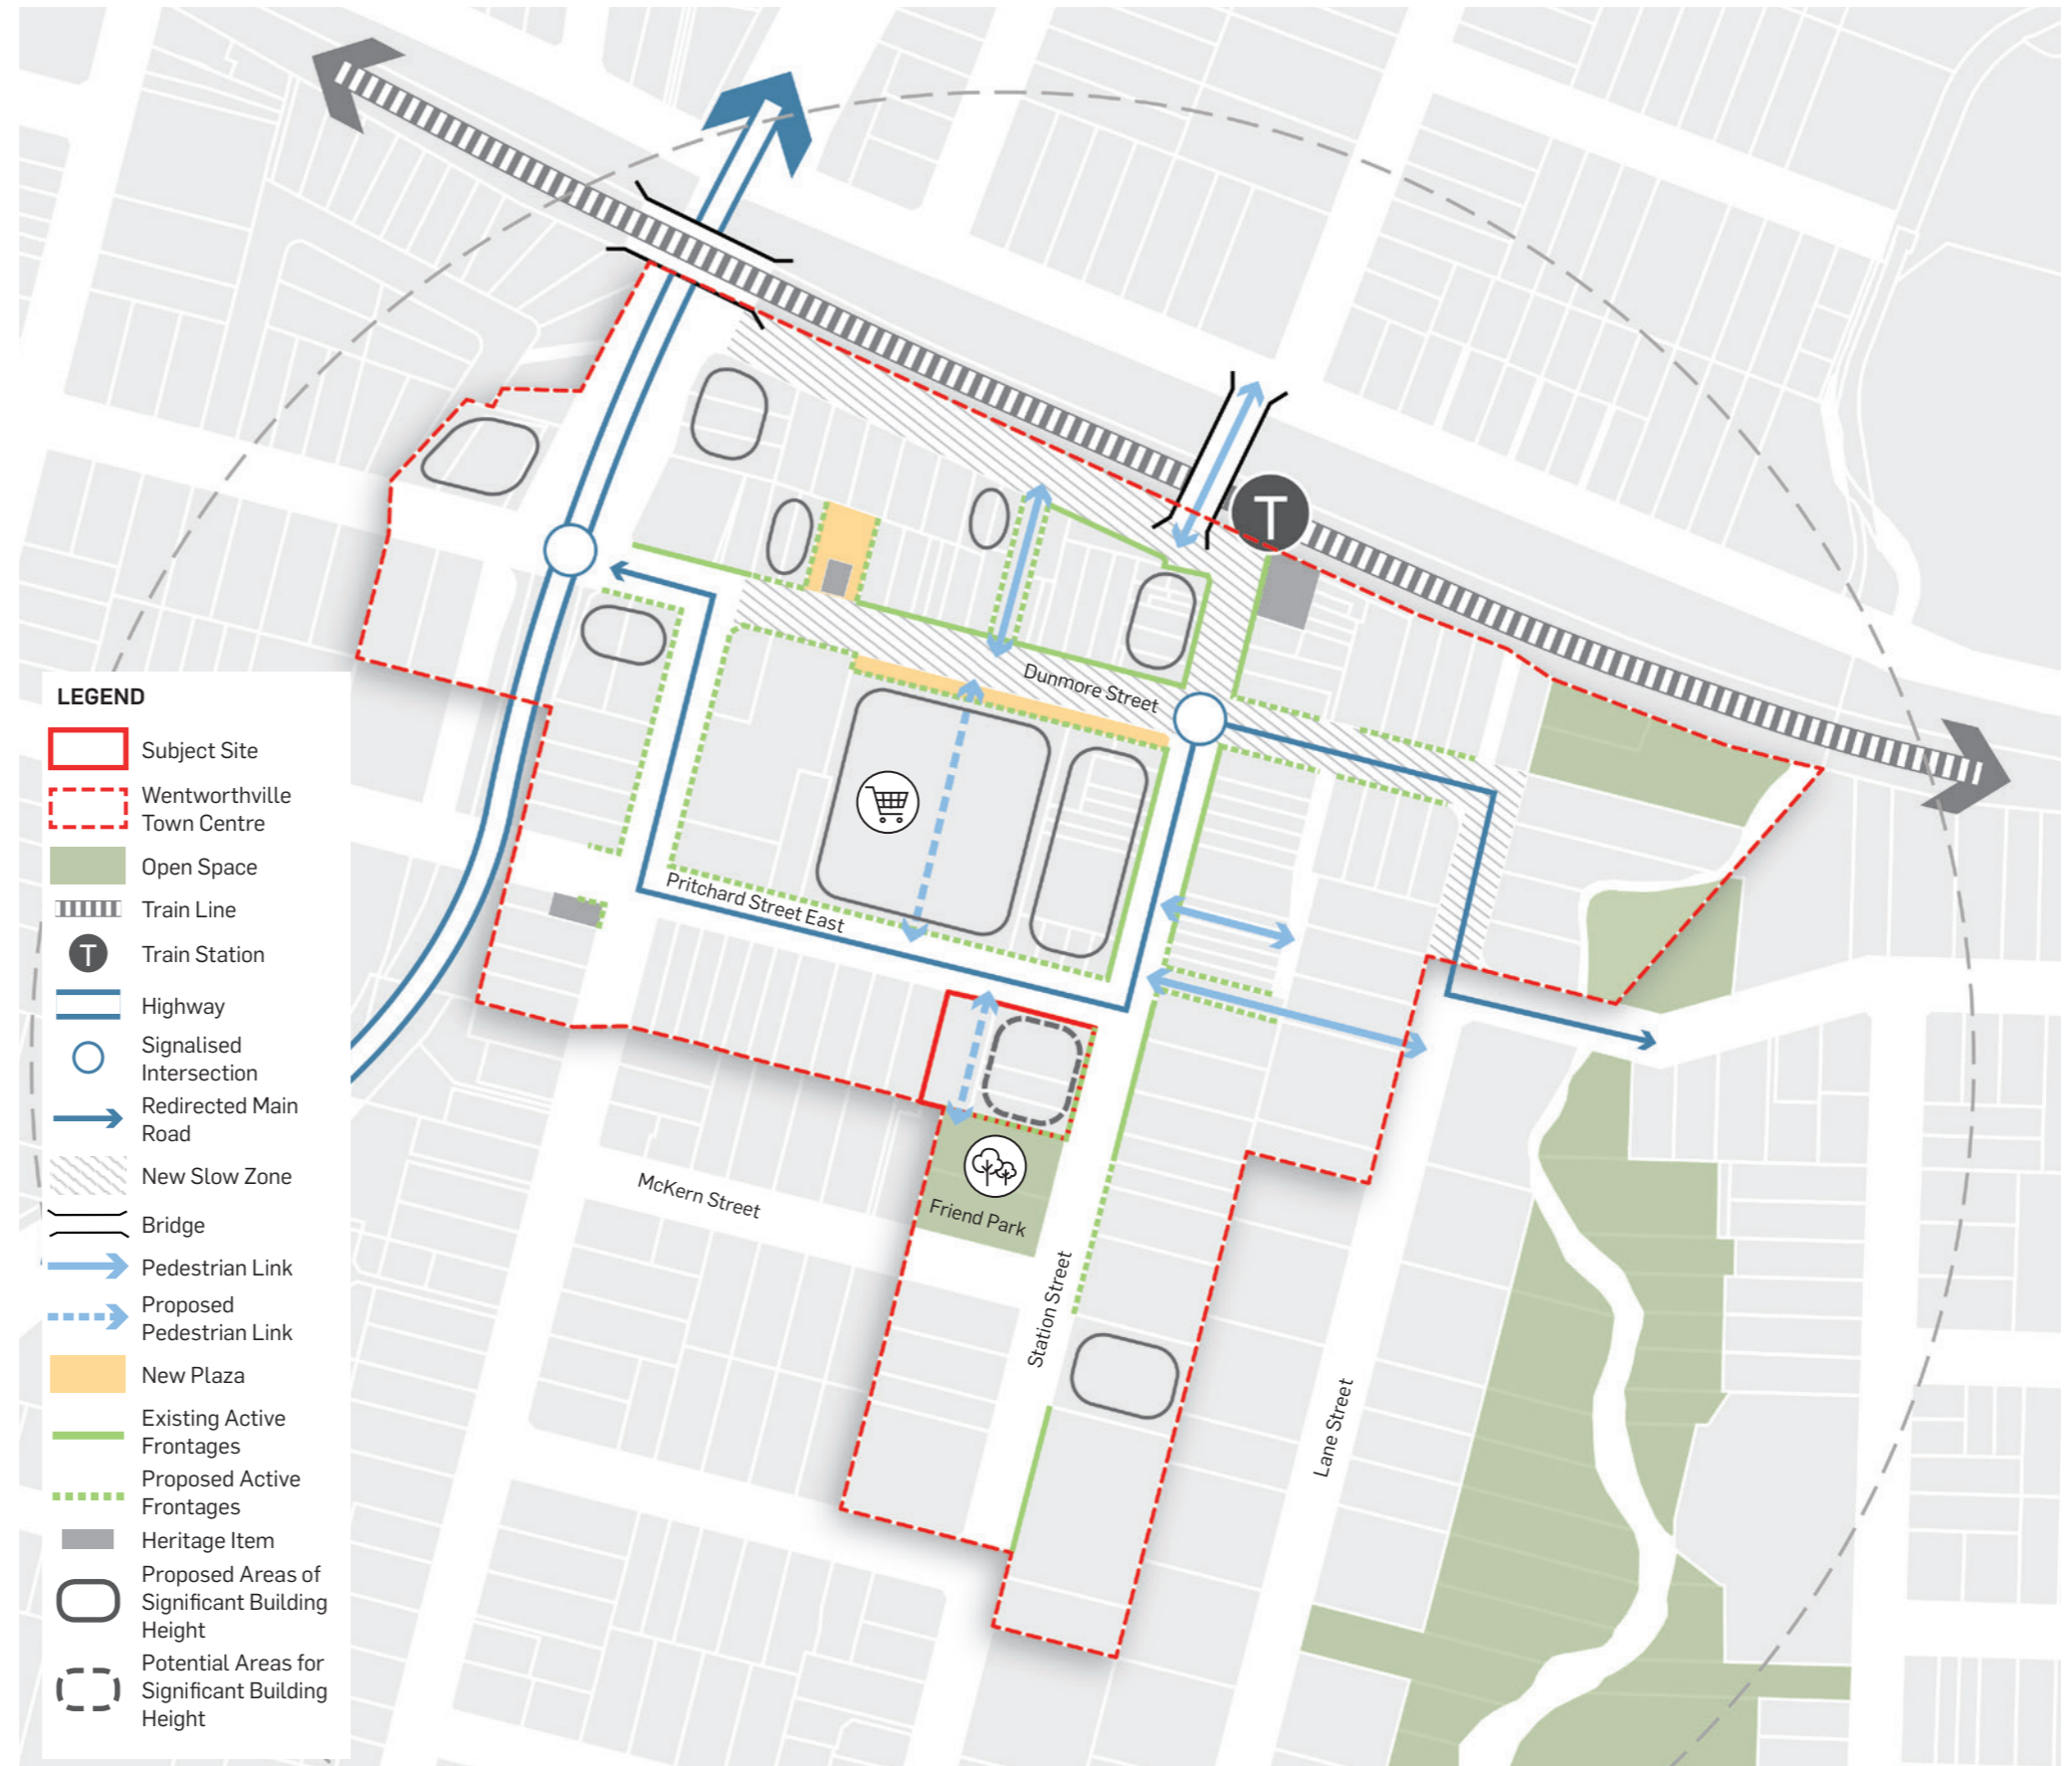 T
Dunmore Street
Pritchard Street East
McKern Street
Friend Park
Station Street
Lane Street
LEGEND
Subject Site
Wentworthville
Town Centre
Open Space
Train Line
T
Train Station
Highway
Signalised
Intersection
Redirected Main
Road
New Slow Zone
Bridge
Pedestrian Link
Proposed
Pedestrian Link
New Plaza
Existing Active
Frontages
Proposed Active
Frontages
Heritage Item
Proposed Areas of
Significant Building
Height
Potential Areas for
Significant Building
Height